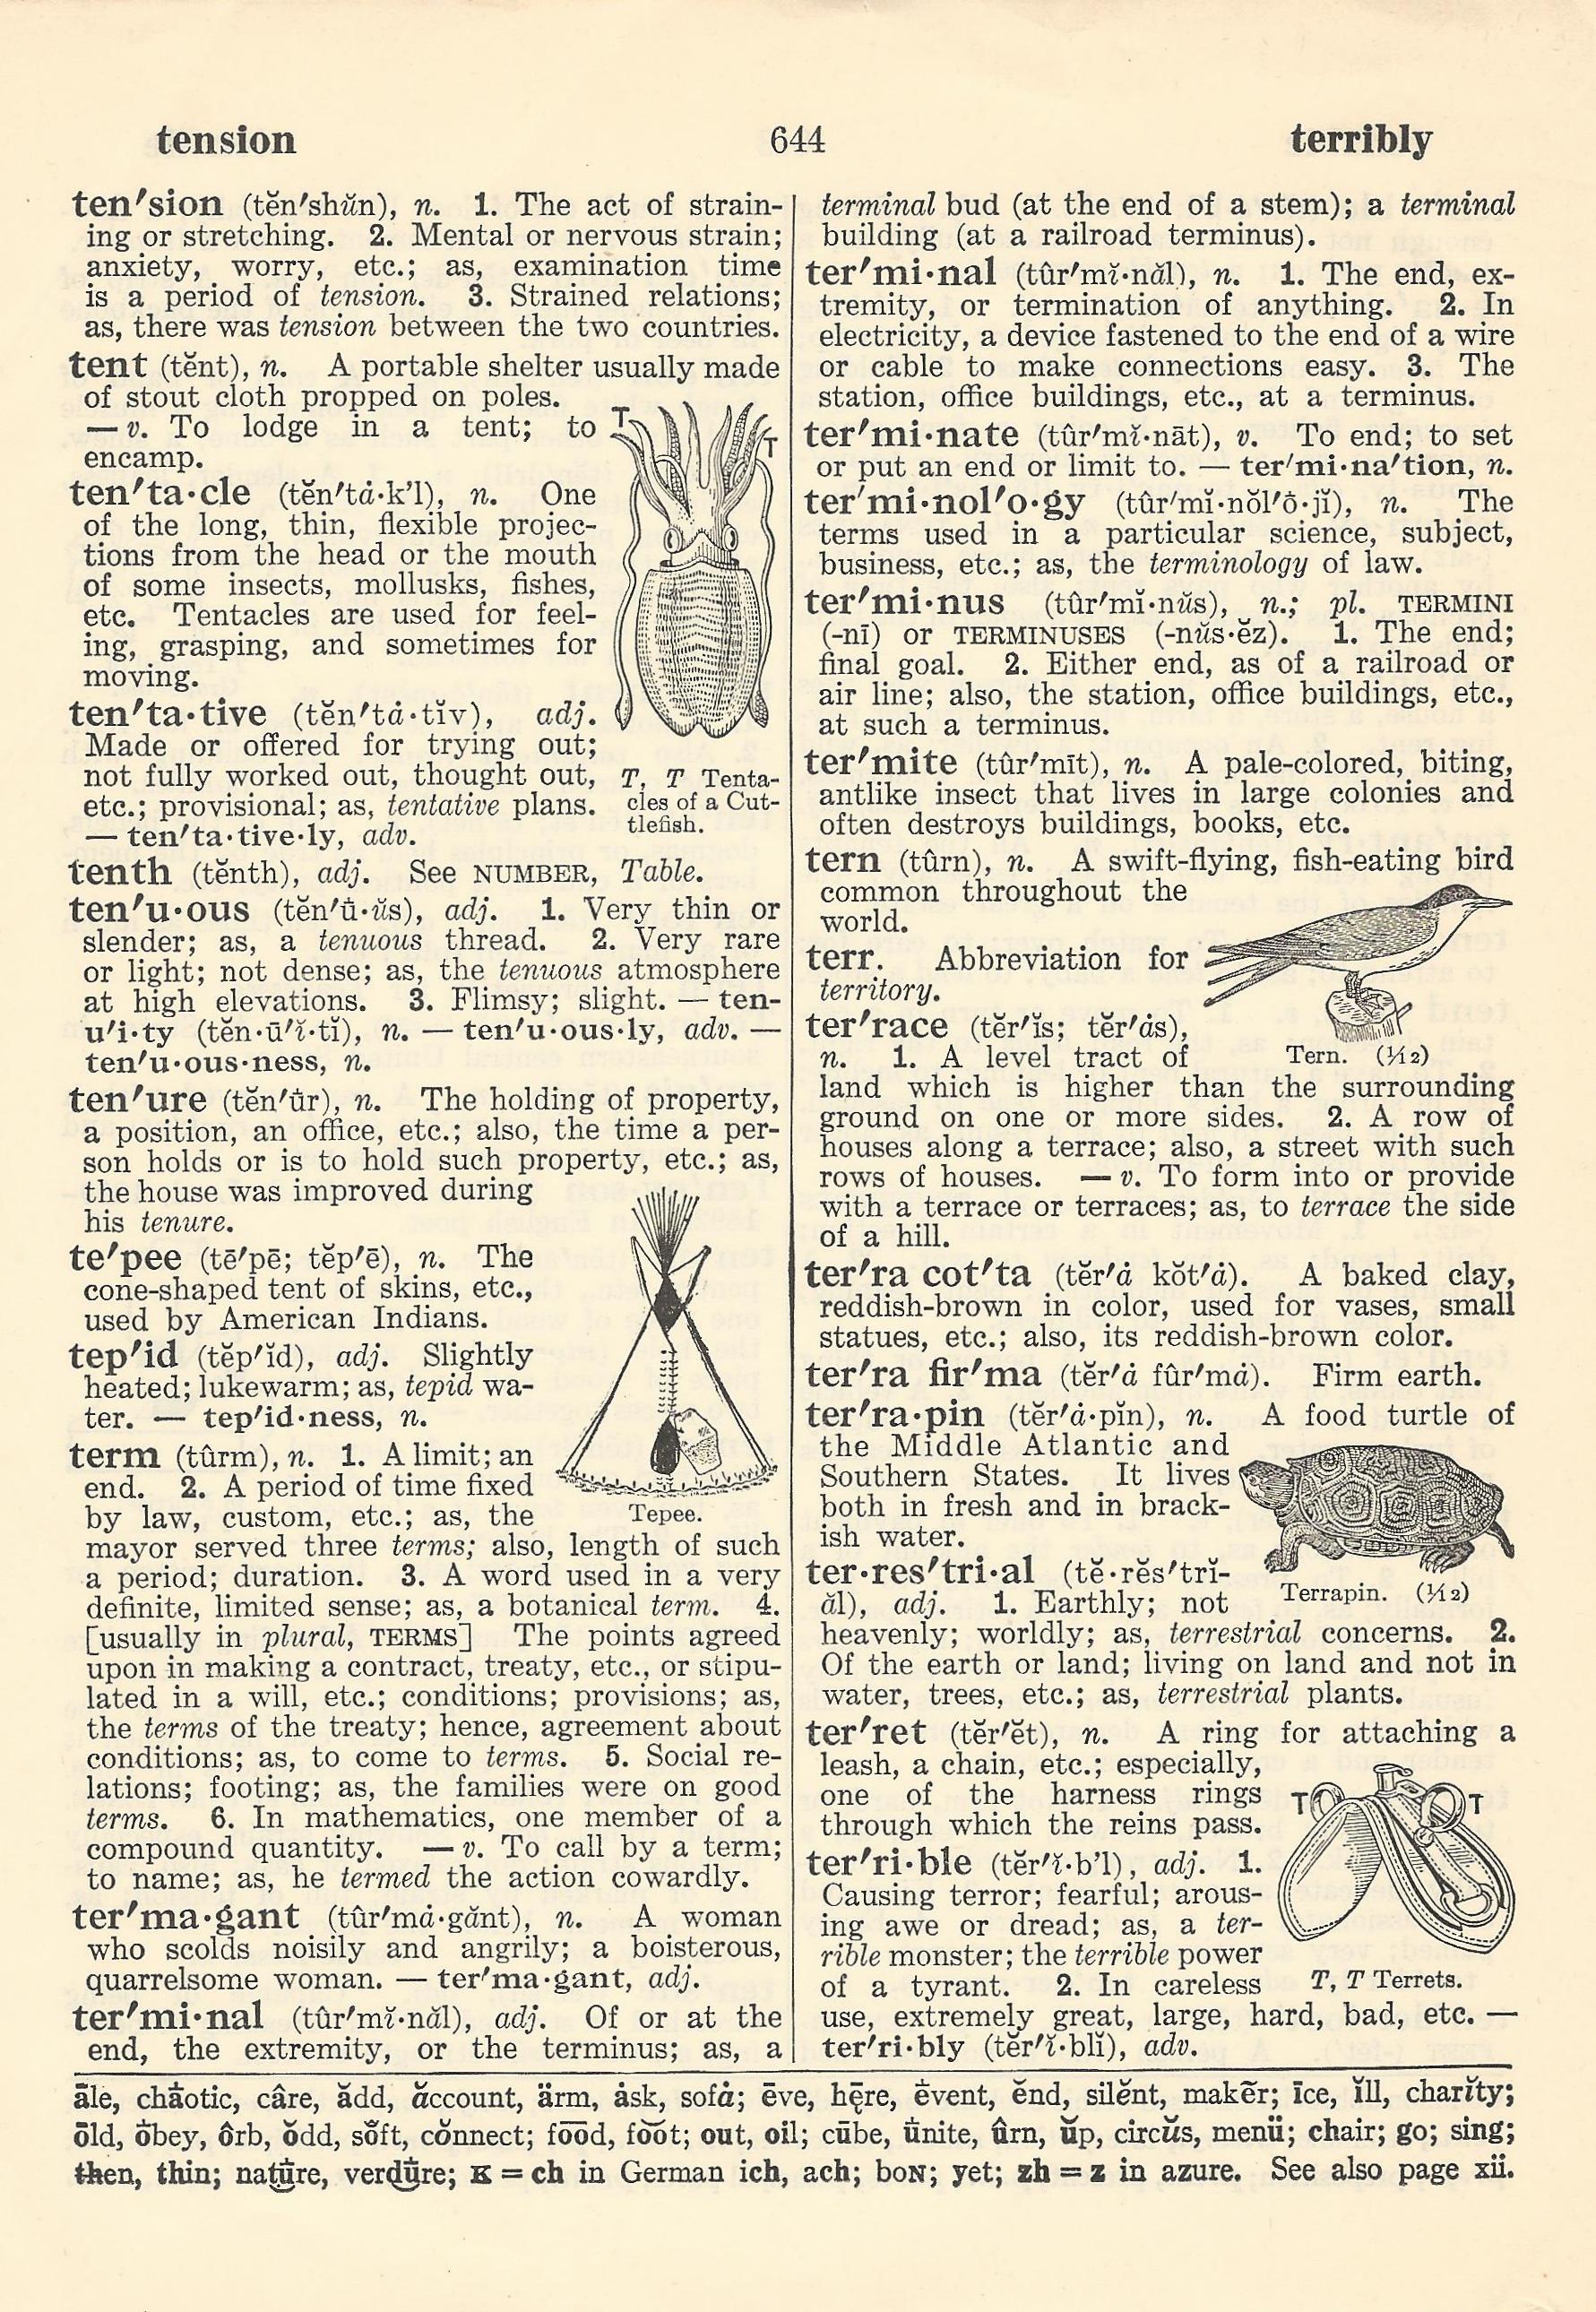 tension 644 terribly
ten′sion (tĕn′shŭn), n. 1. The act of strain-
ing or stretching. 2. Mental or nervous strain;
anxiety, worry, etc.; as, examination time
is a period of tension. 3. Strained relations;
as, there was tension between the two countries.
tent (tĕnt), n. A portable shelter usually made
of stout cloth propped on poles.
— v. To lodge in a tent; to
encamp.
ten′ta·cle (tĕn′tȧ·k'l), n. One
of the long, thin, flexible projec-
tions from the head or the mouth
of some insects, mollusks, fishes,
etc. Tentacles are used for feel-
ing, grasping, and sometimes for
moving.
ten′ta·tive (tĕn′tȧ·tĭv), adj.
Made or offered for trying out;
not fully worked out, thought out,
etc.; provisional; as, tentative plans.
— ten′ta·tive·ly, adv.
T
T
T, T Tenta-
cles of a Cut-
tlefish.
tenth (tĕnth), adj. See NUMBER, Table.
ten′u·ous (tĕn′ů·ŭs), adj. 1. Very thin or
slender; as, a tenuous thread. 2. Very rare
or light; not dense; as, the tenuous atmosphere
at high elevations. 3. Flimsy; slight. — ten-
u′i·ty (tĕn·ū′ĭ·tĭ), n. — ten′u·ous·ly, adv. —
ten′u·ous·ness, n.
ten′ure (tĕn′ůr), n. The holding of property,
a position, an office, etc.; also, the time a per-
son holds or is to hold such property, etc.; as,
the house was improved during
his tenure.
te′pee (tē′pē; tĕp′ē), n. The
cone-shaped tent of skins, etc.,
used by American Indians.
tep′id (tĕp′ĭd), adj. Slightly
heated; lukewarm; as, tepid wa-
ter. — tep′id·ness, n.
Tepee.
term (tûrm), n. 1. A limit; an
end. 2. A period of time fixed
by law, custom, etc.; as, the
mayor served three terms; also, length of such
a period; duration. 3. A word used in a very
definite, limited sense; as, a botanical term. 4.
[usually in plural, TERMS] The points agreed
upon in making a contract, treaty, etc., or stipu-
lated in a will, etc.; conditions; provisions; as,
the terms of the treaty; hence, agreement about
conditions; as, to come to terms. 5. Social re-
lations; footing; as, the families were on good
terms. 6. In mathematics, one member of a
compound quantity. — v. To call by a term;
to name; as, he termed the action cowardly.
ter′ma·gant (tûr′mȧ·gănt), n. A woman
who scolds noisily and angrily; a boisterous,
quarrelsome woman. — ter′ma·gant, adj.
ter′mi·nal (tûr′mĭ·năl), adj. Of or at the
end, the extremity, or the terminus; as, a
terminal bud (at the end of a stem); a terminal
building (at a railroad terminus).
ter′mi·nal (tûr′mĭ·năl), n. 1. The end, ex-
tremity, or termination of anything. 2. In
electricity, a device fastened to the end of a wire
or cable to make connections easy. 3. The
station, office buildings, etc., at a terminus.
ter′mi·nate (tûr′mĭ·nāt), v. To end; to set
or put an end or limit to. — ter′mi·na′tion, n.
ter′mi·nol′o·gy (tûr′mĭ·nŏl′ȯ·jĭ), n. The
terms used in a particular science, subject,
business, etc.; as, the terminology of law.
ter′mi·nus (tûr′mĭ·nŭs), n.; pl. TERMINI
(-nī) or TERMINUSES (-nŭs·ĕz). 1. The end;
final goal. 2. Either end, as of a railroad or
air line; also, the station, office buildings, etc.,
at such a terminus.
ter′mite (tûr′mīt), n. A pale-colored, biting,
antlike insect that lives in large colonies and
often destroys buildings, books, etc.
tern (tûrn), n. A swift-flying, fish-eating bird
common throughout the
world.
terr. Abbreviation for
territory.
Tern. (1/12)
ter′race (tĕr′ĭs; tĕr′ȧs),
n. 1. A level tract of
land which is higher than the surrounding
ground on one or more sides. 2. A row of
houses along a terrace; also, a street with such
rows of houses. — v. To form into or provide
with a terrace or terraces; as, to terrace the side
of a hill.
ter′ra cot′ta (tĕr′ȧ kŏt′ȧ). A baked clay,
reddish-brown in color, used for vases, small
statues, etc.; also, its reddish-brown color.
ter′ra fir′ma (tĕr′ȧ fûr′mȧ). Firm earth.
ter′ra·pin (tĕr′ȧ·pĭn), n. A food turtle of
the Middle Atlantic and
Southern States. It lives
both in fresh and in brack-
ish water.
Terrapin. (1/12)
ter·res′tri·al (tĕ·rĕs′trĭ-
ăl), adj. 1. Earthly; not
heavenly; worldly; as, terrestrial concerns. 2.
Of the earth or land; living on land and not in
water, trees, etc.; as, terrestrial plants.
ter′ret (tĕr′ĕt), n. A ring for attaching a
leash, a chain, etc.; especially,
one of the harness rings
through which the reins pass.
T T
T, T Terrets.
ter′ri·ble (tĕr′ĭ·b'l), adj. 1.
Causing terror; fearful; arous-
ing awe or dread; as, a ter-
rible monster; the terrible power
of a tyrant. 2. In careless
use, extremely great, large, hard, bad, etc. —
ter′ri·bly (tĕr′ĭ·blĭ), adv.
āle, chȧotic, câre, ădd, ăccount, ärm, ȧsk, sofȧ; ēve, hēre, ėvent, ĕnd, silĕnt, makẽr; īce, ĭll, charĭty;
ōld, ȯbey, ôrb, ŏdd, sŏft, cŏnnect; fo͞od, fo͝ot; out, oil; cūbe, ůnite, ûrn, ŭp, circŭs, menü; chair; go; sing;
then, thin; natůre, verdůre; K = ch in German ich, ach; boN; yet; zh = z in azure. See also page xii.